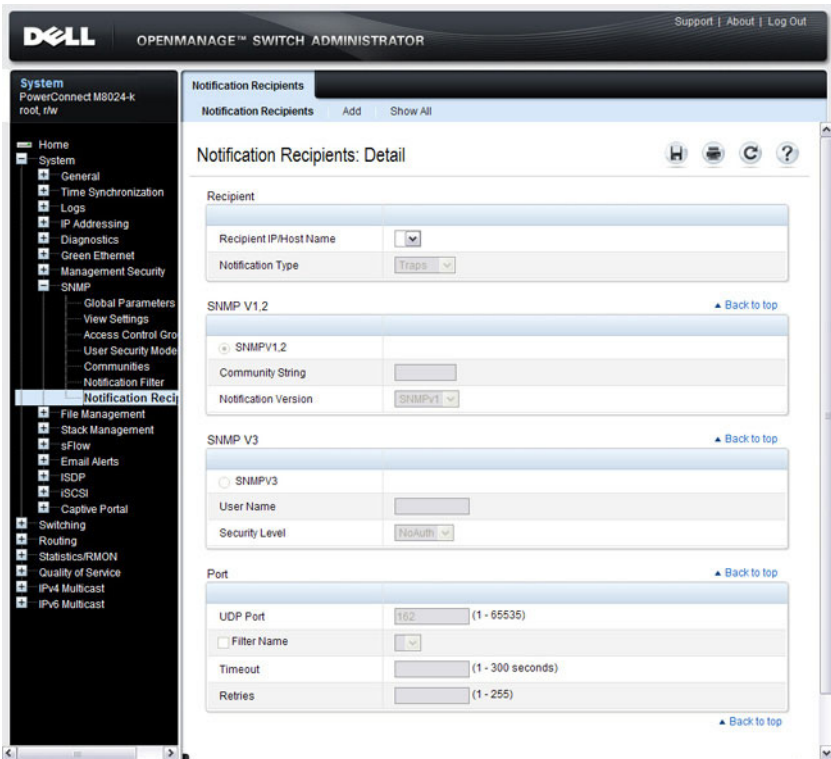 Support | About | Log Out
DELL
OPENMANAGE™ SWITCH ADMINISTRATOR
System
PowerConnect M8024-k
root, r/w
Home
System
General
Time Synchronization
Logs
IP Addressing
Diagnostics
Green Ethernet
Management Security
SNMP
Global Parameters
View Settings
Access Control Gro
User Security Mode
Communities
Notification Filter
Notification Recip
File Management
Stack Management
sFlow
Email Alerts
ISDP
iSCSI
Captive Portal
Switching
Routing
Statistics/RMON
Quality of Service
IPv4 Multicast
IPv6 Multicast
Notification Recipients
Notification Recipients Add Show All
Notification Recipients: Detail
?
Recipient
Recipient IP/Host Name
Notification Type Traps
SNMP V1,2 Back to top
SNMPV1,2
Community String
Notification Version SNMPv1
SNMP V3 Back to top
SNMPV3
User Name
Security Level NoAuth
Port Back to top
UDP Port 162 (1 - 65535)
Filter Name
Timeout (1 - 300 seconds)
Retries (1 - 255)
Back to top